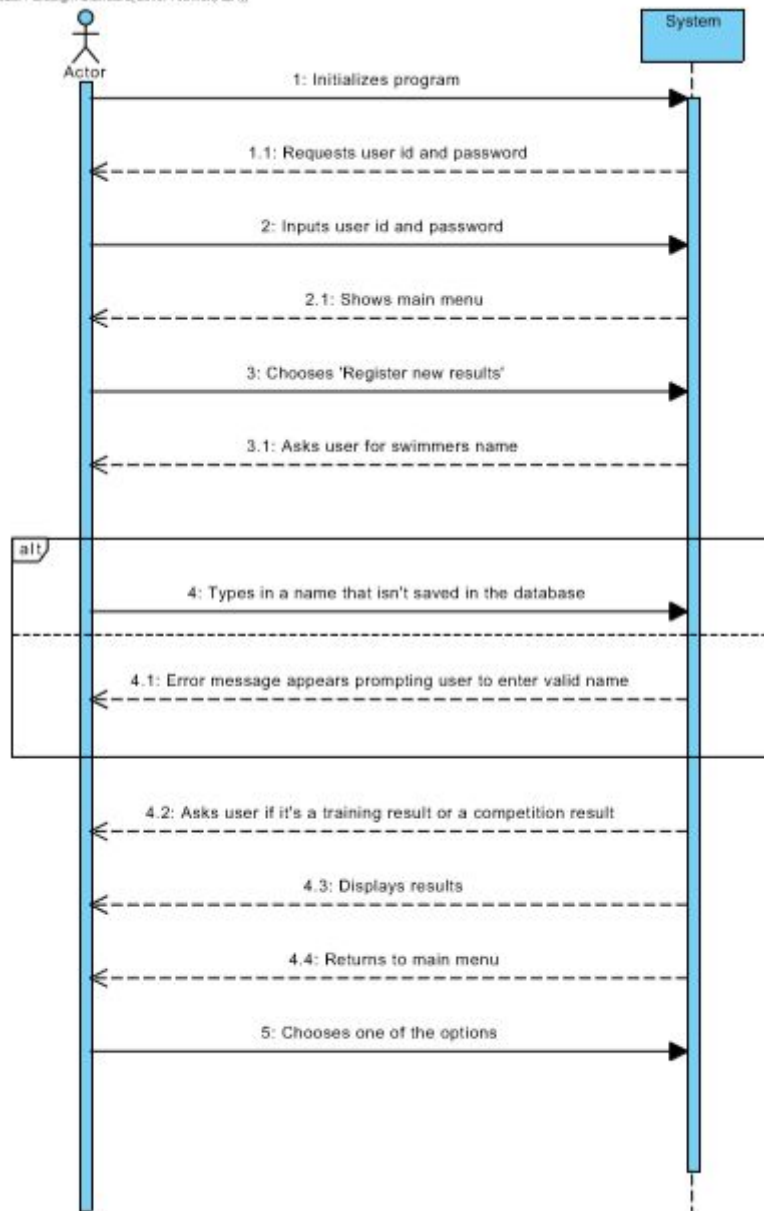 Actor
System
1: Initializes program
1.1: Requests user id and password
2: Inputs user id and password
2.1: Shows main menu
3: Chooses 'Register new results'
3.1: Asks user for swimmers name
alt
4: Types in a name that isn't saved in the database
4.1: Error message appears prompting user to enter valid name
4.2: Asks user if it's a training result or a competition result
4.3: Displays results
4.4: Returns to main menu
5: Chooses one of the options